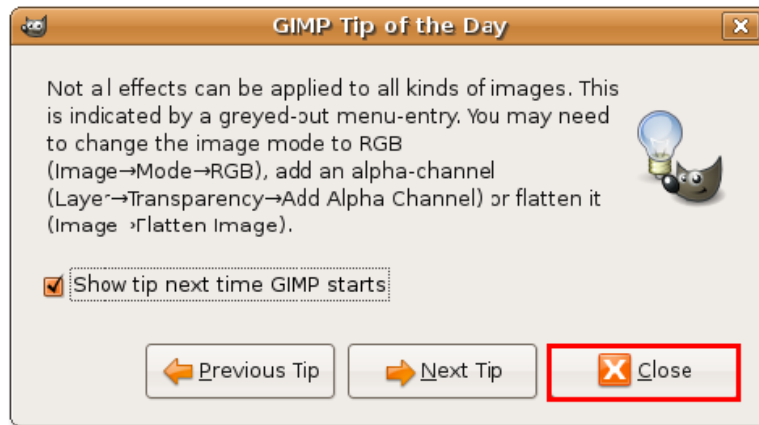 GIMP Tip of the Day
Not all effects can be applied to all kinds of images. This
is indicated by a greyed-out menu-entry. You may need
to change the image mode to RGB
(Image→Mode→RGB), add an alpha-channel
(Layer→Transparency→Add Alpha Channel) or flatten it
(Image→Flatten Image).
Show tip next time GIMP starts
Previous Tip Next Tip Close